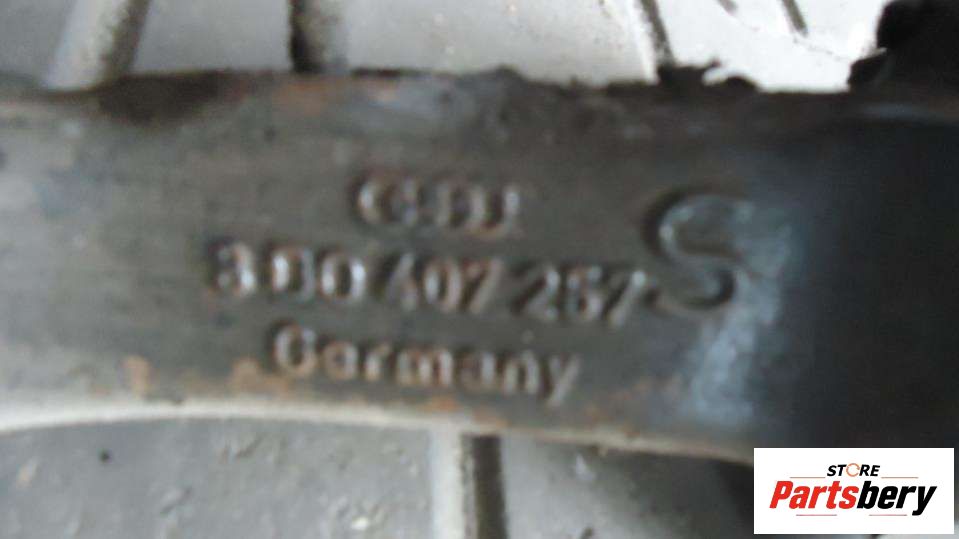 3D0 407 257
S
Germany
STORE
Partsbery